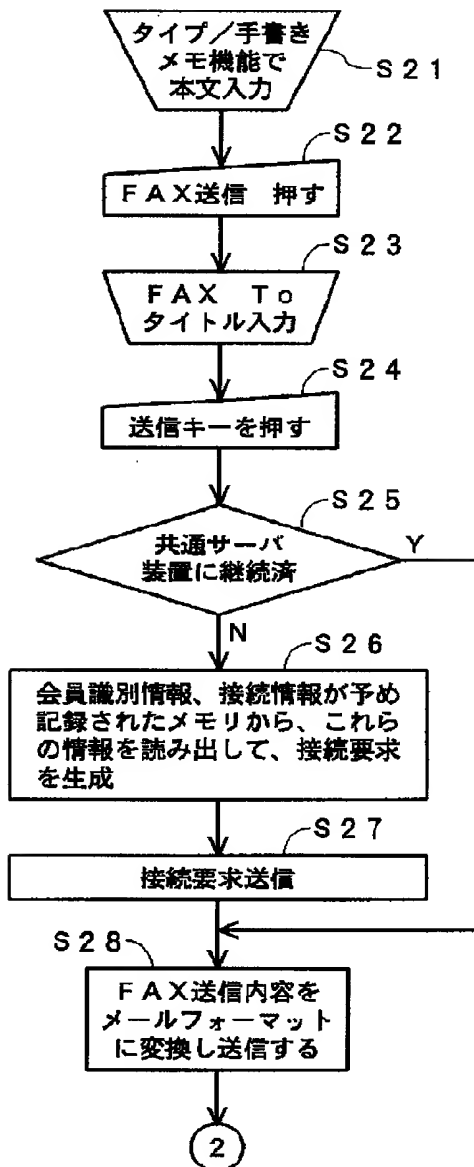 タイプ/手書き
メモ機能で
本文入力
S21
S22
FAX送信 押す
S23
FAX To
タイトル入力
S24
送信キーを押す
S25
共通サーバ
装置に継続済
Y
N
S26
会員識別情報、接続情報が予め
記録されたメモリから、これら
の情報を読み出して、接続要求
を生成
S27
接続要求送信
S28
FAX送信内容を
メールフォーマット
に変換し送信する
2